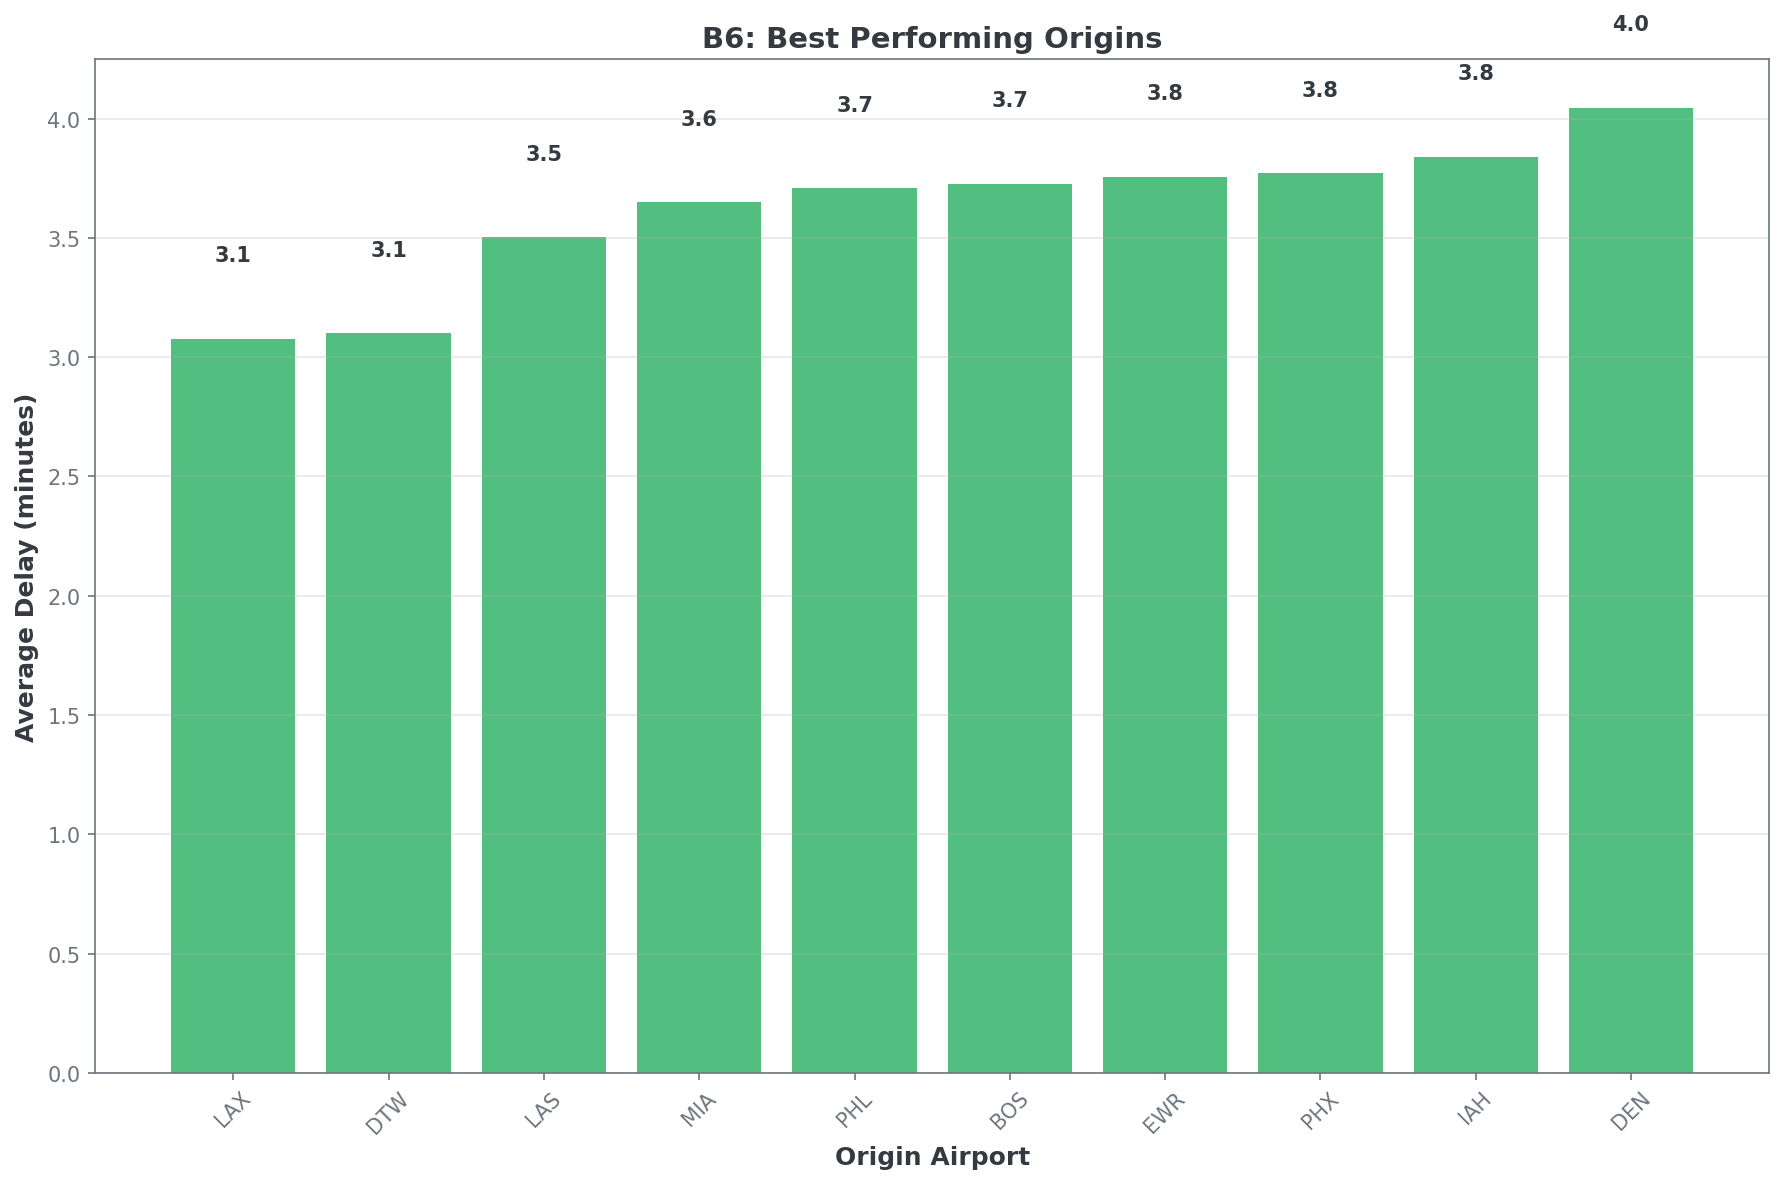 B6: Best Performing Origins
4.0
3.8
3.8
3.8
3.7
3.7
3.6
3.5
3.1
3.1
Average Delay (minutes)
4.0
3.5
3.0
2.5
2.0
1.5
1.0
0.5
0.0
LAX
DTW
LAS
MIA
PHL
BOS
EWR
PHX
IAH
DEN
Origin Airport